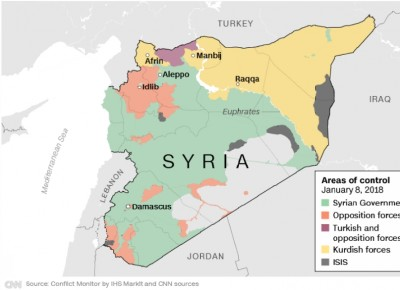 TURKEY
Afrin
Manbij
Aleppo
Idlib
Raqqa
Euphrates
IRAQ
Mediterranean Sea
SYRIA
LEBANON
Damascus
JORDAN
Areas of control
January 8, 2018
Syrian Governme
Opposition forces
Turkish and
opposition forces
Kurdish forces
ISIS
CNN Source: Conflict Monitor by IHS Markit and CNN sources